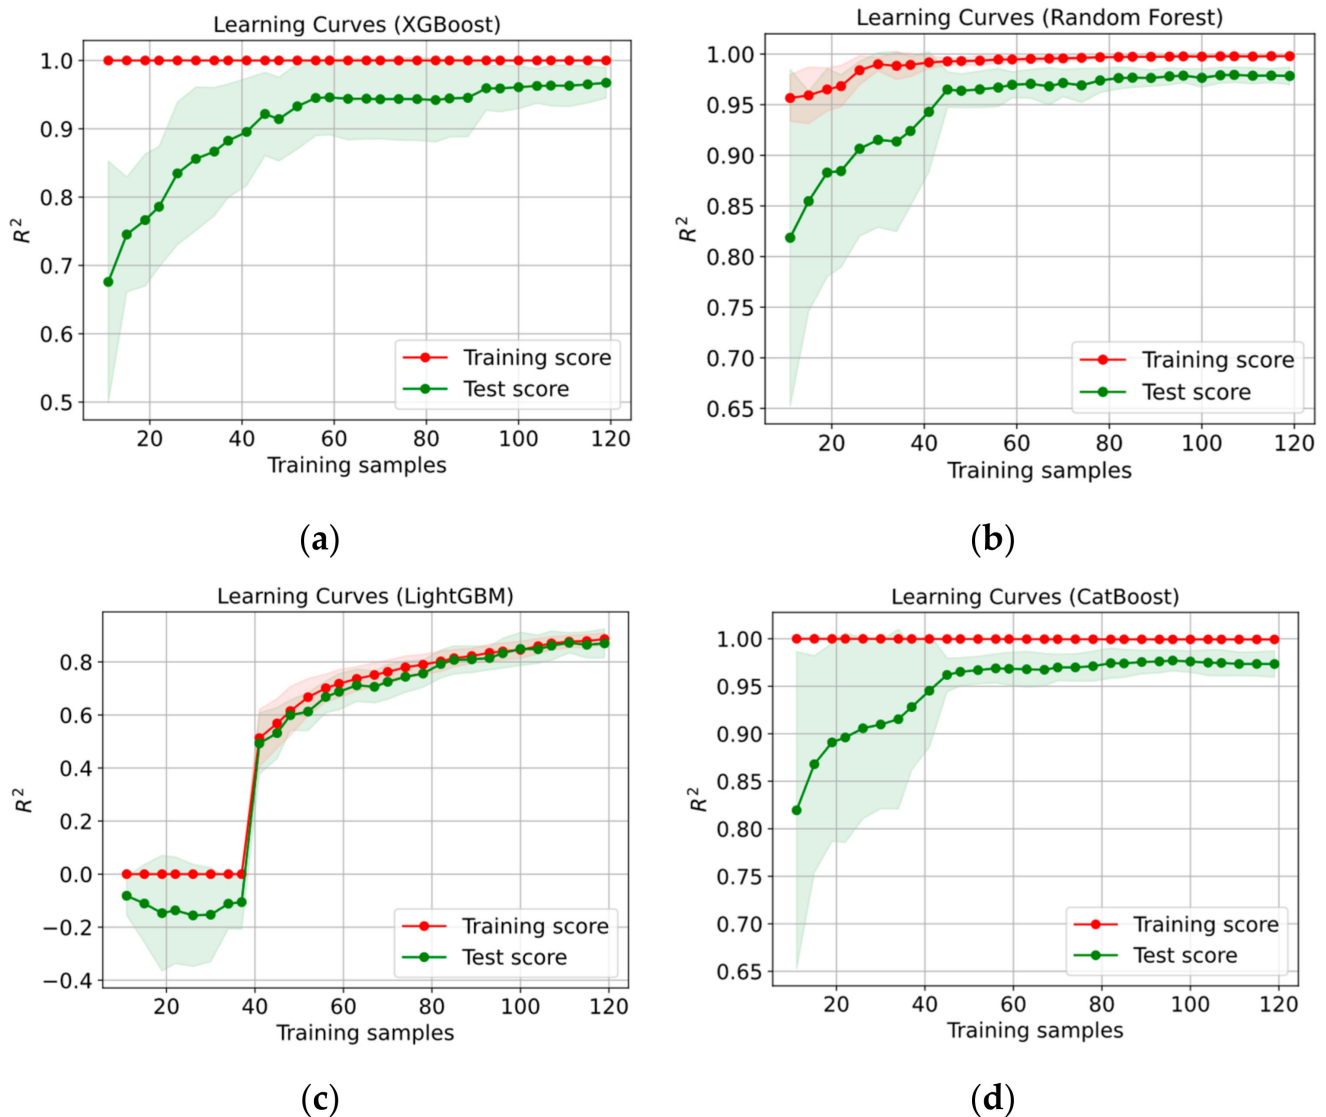 Learning Curves (XGBoost)
1.0
0.9
0.8
0.7
0.6
0.5
R²
Training score
Test score
20 40 60 80 100 120
Training samples
(a)
Learning Curves (Random Forest)
1.00
0.95
0.90
0.85
0.80
0.75
0.70
0.65
R²
Training score
Test score
20 40 60 80 100 120
Training samples
(b)
Learning Curves (LightGBM)
0.8
0.6
0.4
0.2
0.0
−0.2
−0.4
R²
Training score
Test score
20 40 60 80 100 120
Training samples
(c)
Learning Curves (CatBoost)
1.00
0.95
0.90
0.85
0.80
0.75
0.70
0.65
R²
Training score
Test score
20 40 60 80 100 120
Training samples
(d)